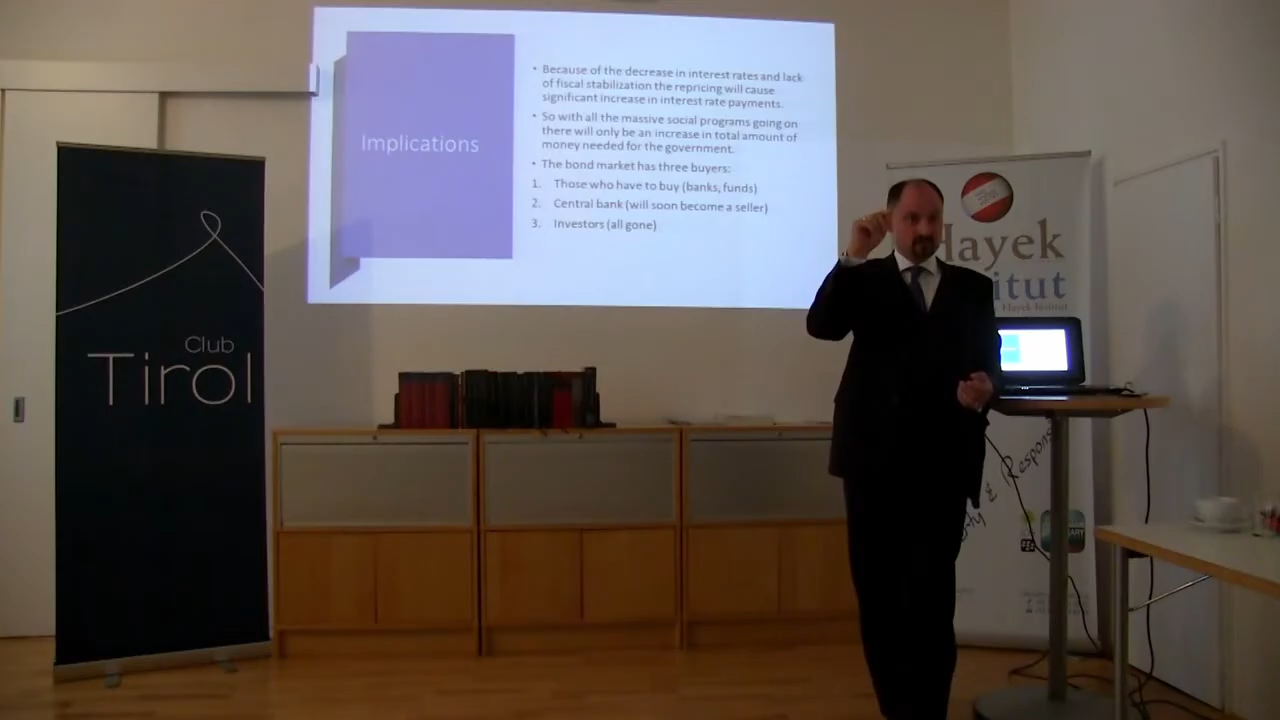 Implications
• Because of the decrease in interest rates and lack
of fiscal stabilization the repricing will cause
significant increase in interest rate payments.
• So with all the massive social programs going on
there will only be an increase in total amount of
money needed for the government.
• The bond market has three buyers:
1. Those who have to buy (banks, funds)
2. Central bank (will soon become a seller)
3. Investors (all gone)
Club
Tirol
Hayek
itut
Hayek Institut
& Respons